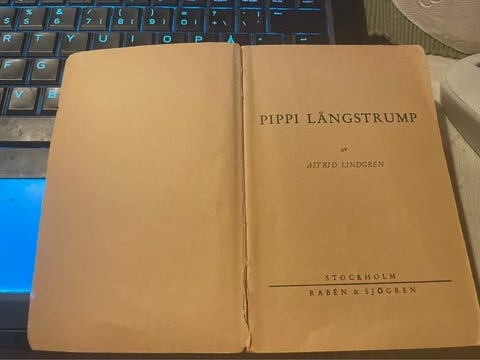 PIPPI LÅNGSTRUMP
AV
ASTRID LINDGREN
STOCKHOLM
RABÉN & SJÖGREN